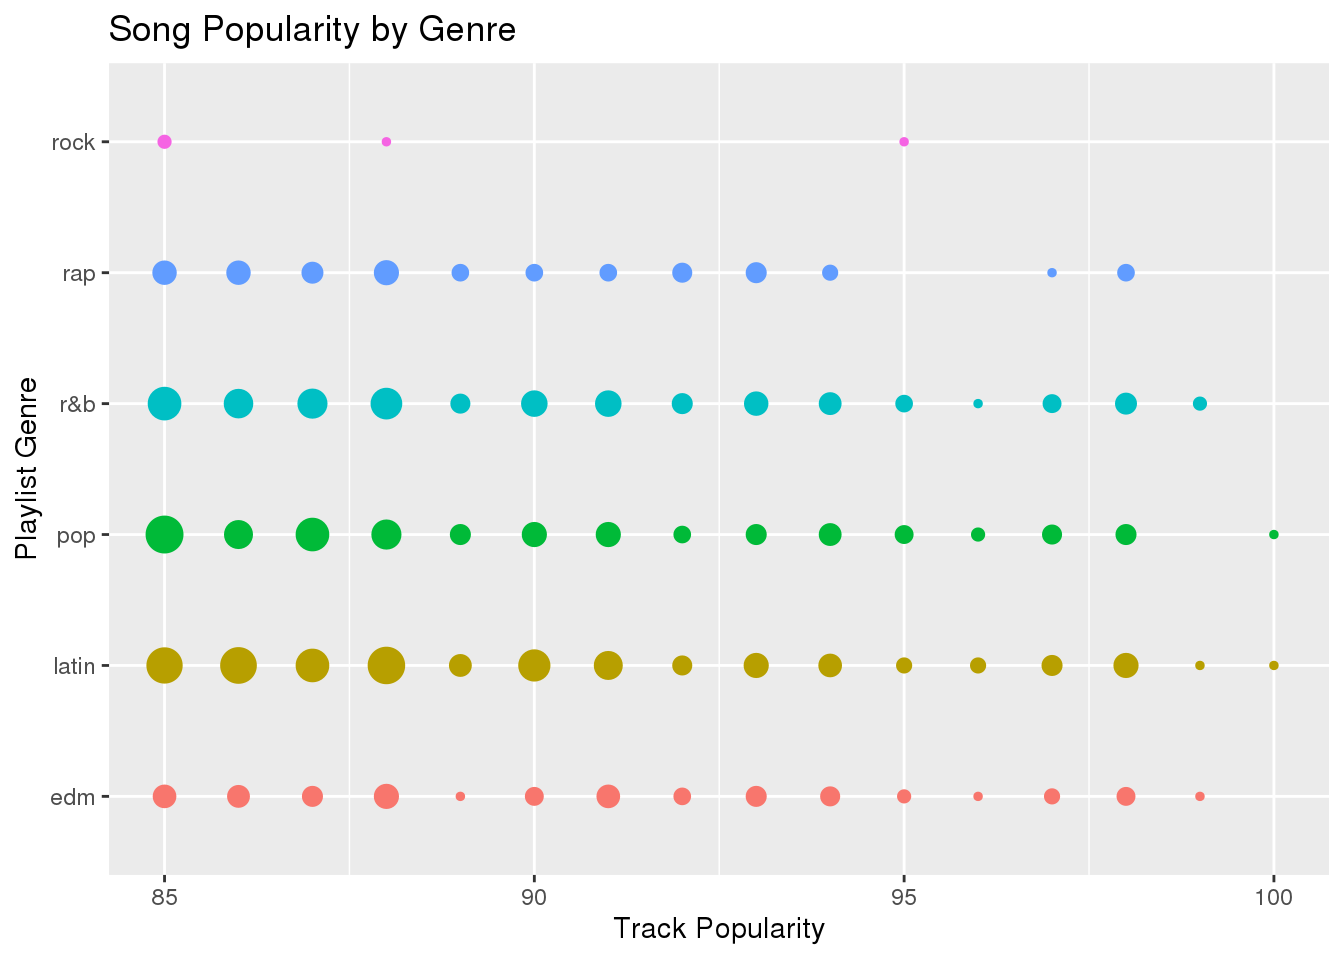 Song Popularity by Genre
rock
rap
r&b
pop
latin
edm
Playlist Genre
85 90 95 100
Track Popularity